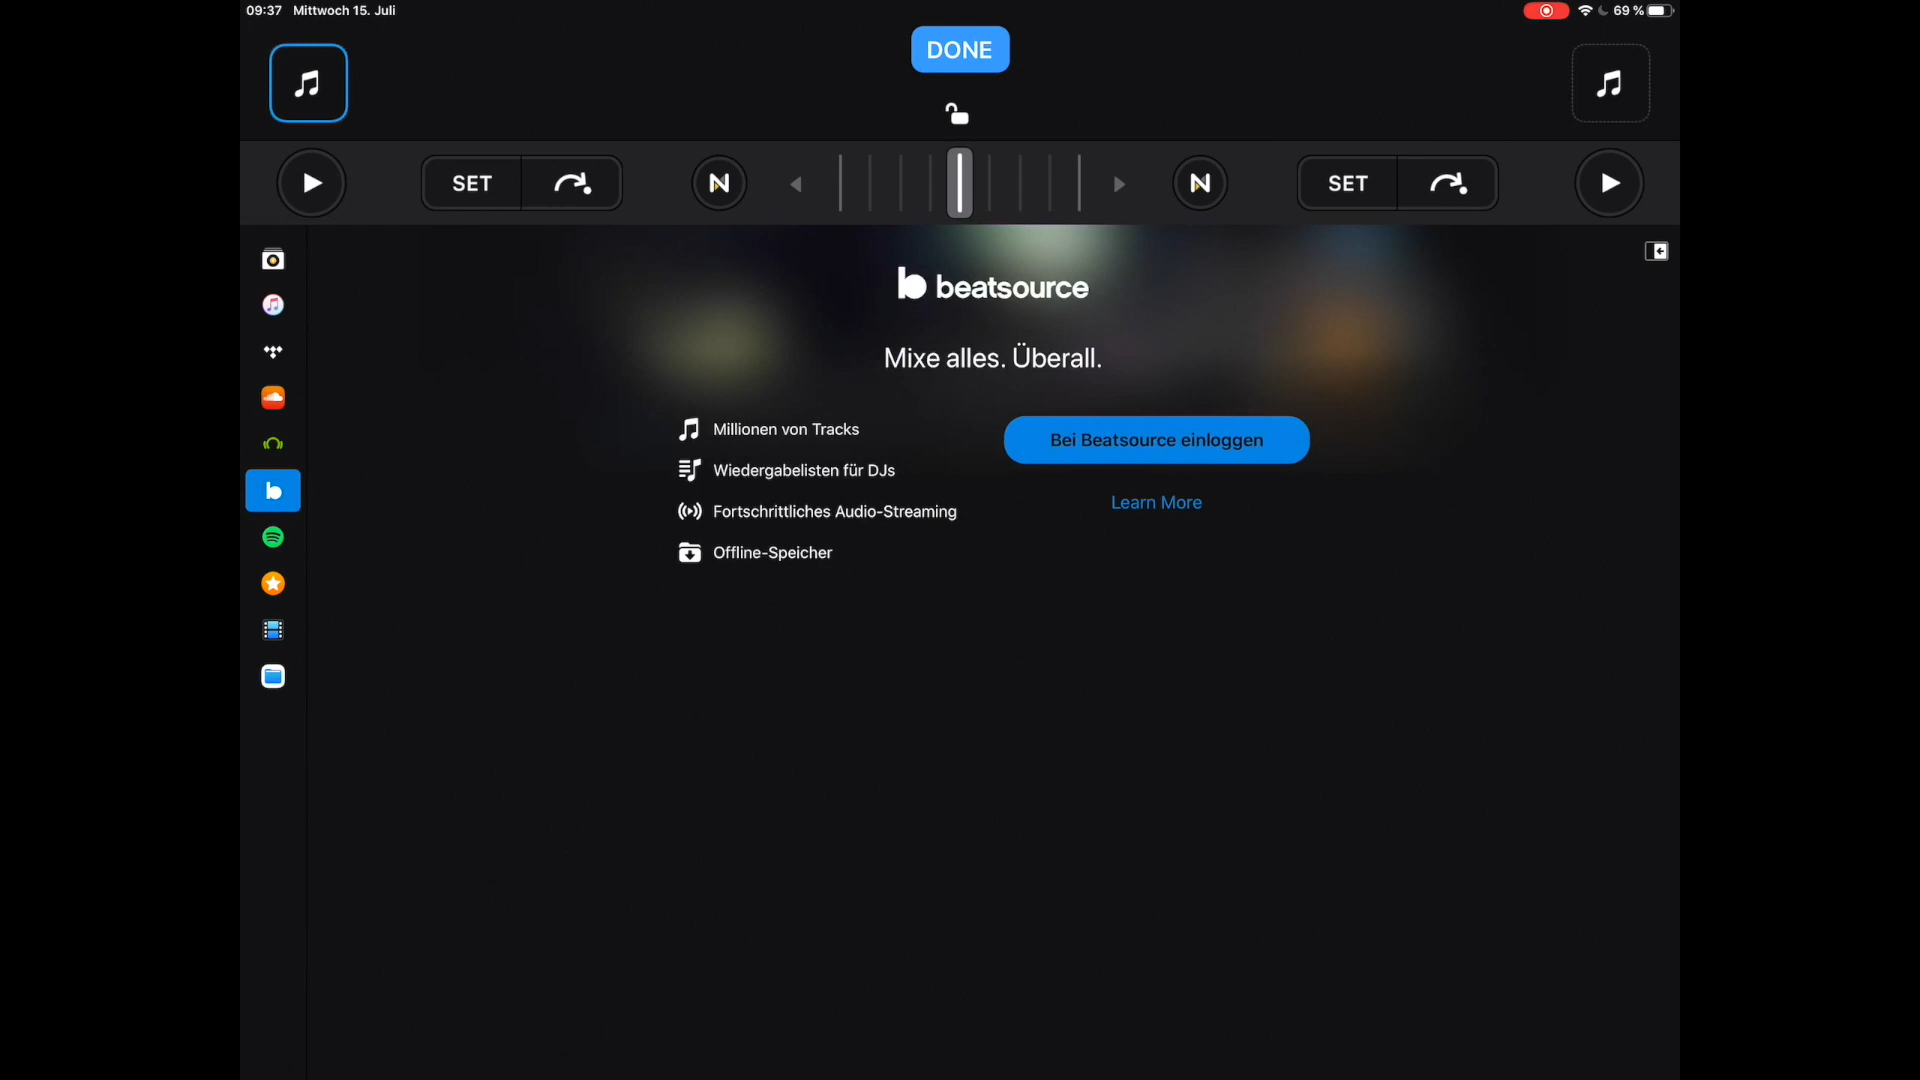 09:37 Mittwoch 15. Juli
69 %
DONE
SET
SET
beatsource
Mixe alles. Überall.
Millionen von Tracks
Bei Beatsource einloggen
Wiedergabelisten für DJs
Learn More
Fortschrittliches Audio-Streaming
Offline-Speicher